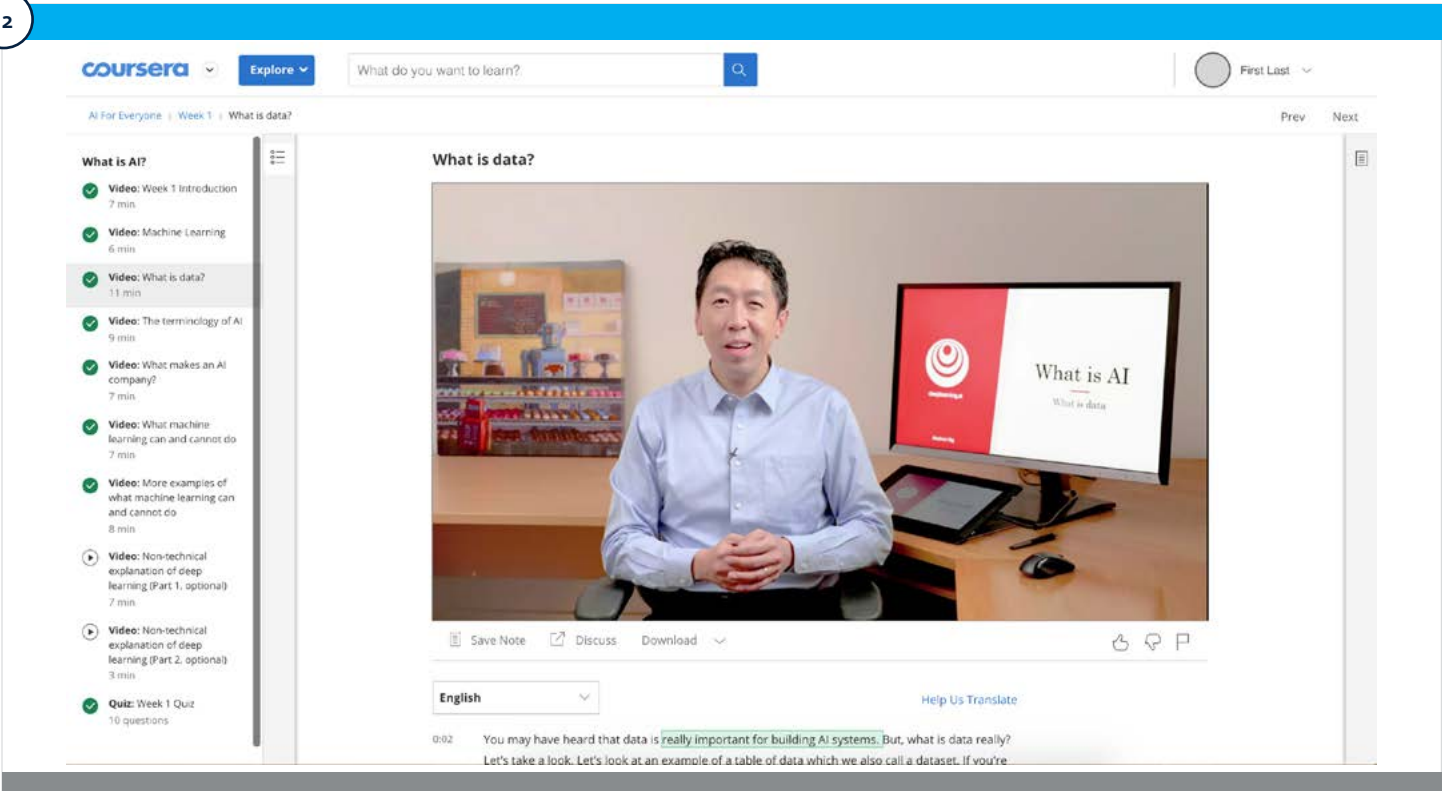 2
coursera
Explore
What do you want to learn?
First Last
AI For Everyone | Week 1 | What is data?
Prev
Next
What is AI?
Video: Week 1 Introduction
7 min
Video: Machine Learning
6 min
Video: What is data?
11 min
Video: The terminology of AI
9 min
Video: What makes an AI
company?
7 min
Video: What machine
learning can and cannot do
7 min
Video: More examples of
what machine learning can
and cannot do
8 min
Video: Non-technical
explanation of deep
learning (Part 1, optional)
7 min
Video: Non-technical
explanation of deep
learning (Part 2, optional)
3 min
Quiz: Week 1 Quiz
10 questions
What is data?
deeplearning.ai
What is AI
What is data
Save Note
Discuss
Download
English
Help Us Translate
0:02
You may have heard that data is really important for building AI systems. But, what is data really?
Let's take a look. Let's look at an example of a table of data which we also call a dataset. If you're